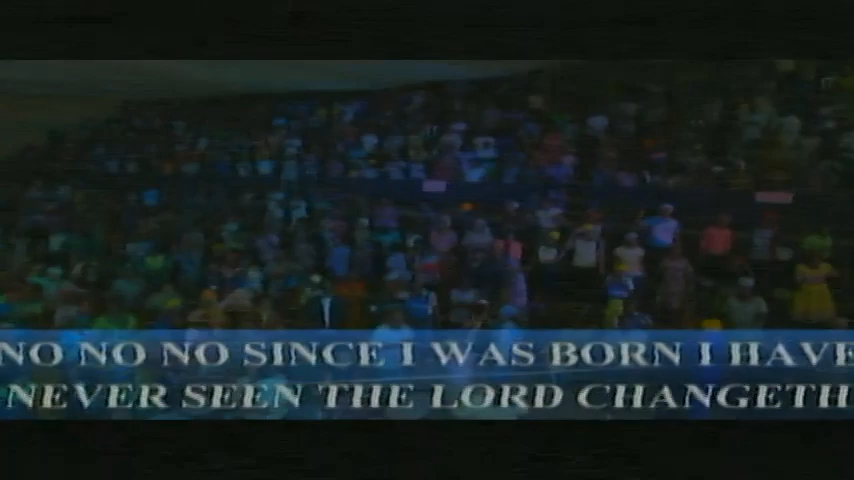 NO NO NO SINCE I WAS BORN I HAVE
NEVER SEEN THE LORD CHANGETH